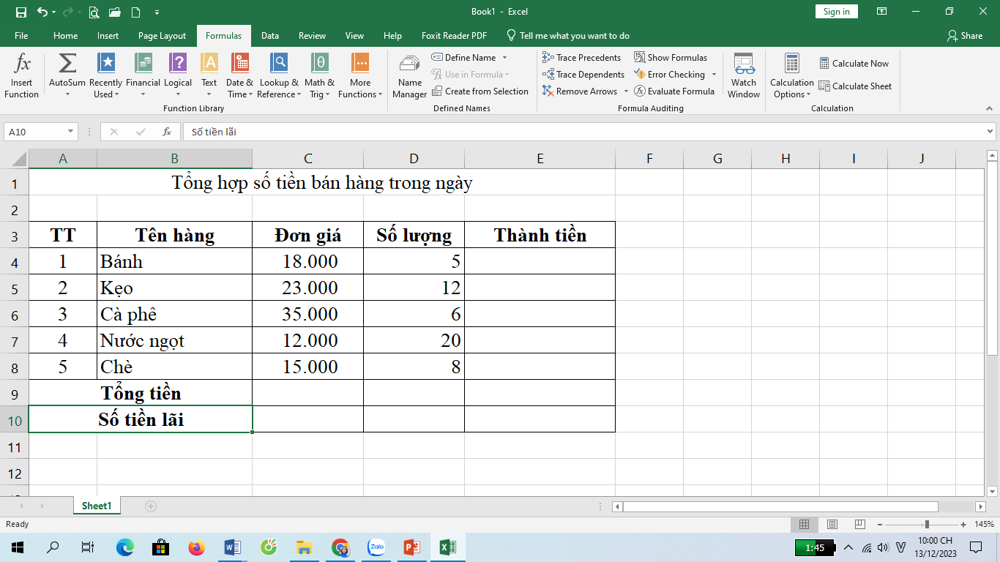 Book1 - Excel
Sign in
File Home Insert Page Layout Formulas Data Review View Help Foxit Reader PDF Tell me what you want to do Share
fx Σ ? A θ
Insert Function
AutoSum
Recently Used
Financial
Logical
Text
Date & Time
Lookup & Reference
Math & Trig
More Functions
Function Library
Name Manager
Define Name
Use in Formula
Create from Selection
Defined Names
Trace Precedents
Trace Dependents
Remove Arrows
Show Formulas
Error Checking
Evaluate Formula
Formula Auditing
Watch Window
Calculation Options
Calculate Now
Calculate Sheet
Calculation
A10 fx Số tiền lãi
A B C D E F G H I J
1 Tổng hợp số tiền bán hàng trong ngày
2
3 TT Tên hàng Đơn giá Số lượng Thành tiền
4 1 Bánh 18.000 5
5 2 Kẹo 23.000 12
6 3 Cà phê 35.000 6
7 4 Nước ngọt 12.000 20
8 5 Chè 15.000 8
9 Tổng tiền
10 Số tiền lãi
11
12
Sheet1
Ready 145%
Zalo 1:45 10:00 CH
13/12/2023